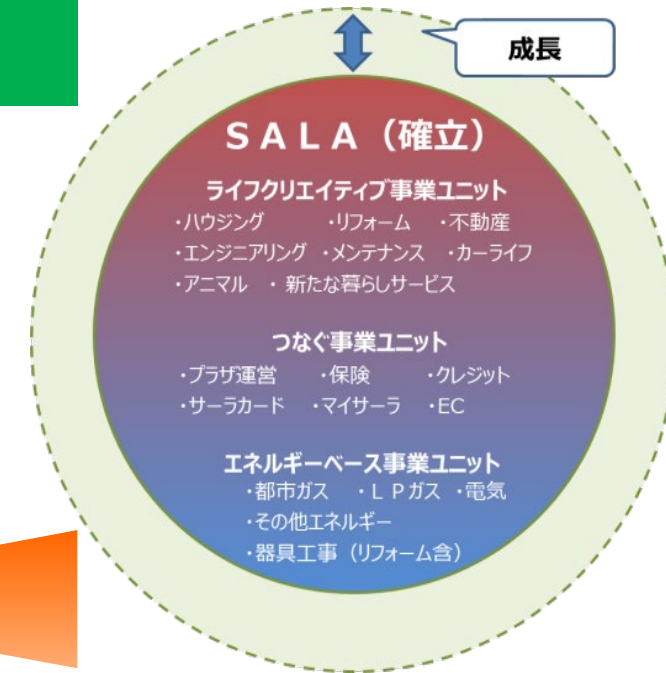 成長
SALA（確立）
ライフクリエイティブ事業ユニット
・ハウジング ・リフォーム ・不動産
・エンジニアリング ・メンテナンス ・カーライフ
・アニマル ・新たな暮らしサービス
つなぐ事業ユニット
・プラザ運営 ・保険 ・クレジット
・サーラカード ・マイサーラ ・EC
エネルギーベース事業ユニット
・都市ガス ・ＬＰガス ・電気
・その他エネルギー
・器具工事（リフォーム含）